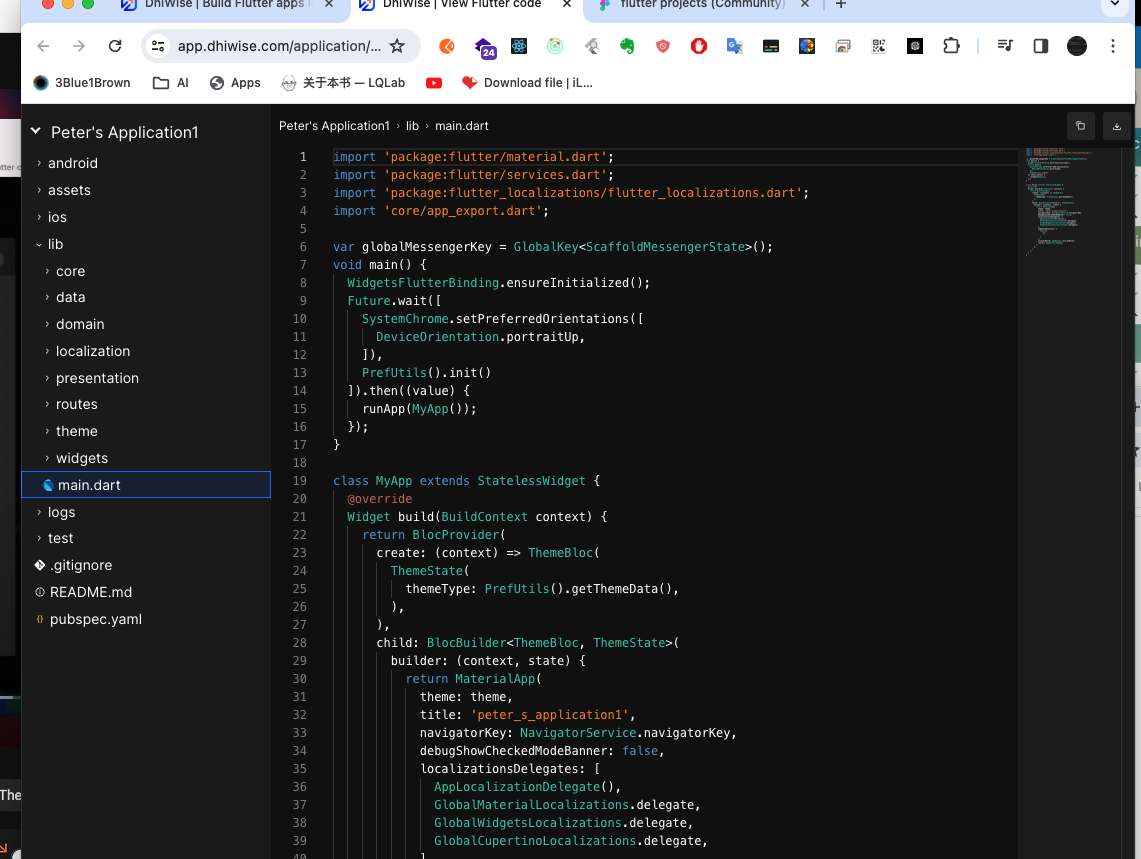 DhiWise | Build Flutter apps
DhiWise | View Flutter code
flutter projects (Community)
app.dhiwise.com/application/...
24
3Blue1Brown
AI
Apps
关于本书 — LQLab
Download file | iL...
Peter's Application1
android
assets
ios
lib
core
data
domain
localization
presentation
routes
theme
widgets
main.dart
logs
test
.gitignore
README.md
pubspec.yaml
Peter's Application1 › lib › main.dart
1 import 'package:flutter/material.dart';
2 import 'package:flutter/services.dart';
3 import 'package:flutter_localizations/flutter_localizations.dart';
4 import 'core/app_export.dart';
5
6 var globalMessengerKey = GlobalKey<ScaffoldMessengerState>();
7 void main() {
8 WidgetsFlutterBinding.ensureInitialized();
9 Future.wait([
10 SystemChrome.setPreferredOrientations([
11 DeviceOrientation.portraitUp,
12 ]),
13 PrefUtils().init()
14 ]).then((value) {
15 runApp(MyApp());
16 });
17 }
18
19 class MyApp extends StatelessWidget {
20 @override
21 Widget build(BuildContext context) {
22 return BlocProvider(
23 create: (context) => ThemeBloc(
24 ThemeState(
25 themeType: PrefUtils().getThemeData(),
26 ),
27 ),
28 child: BlocBuilder<ThemeBloc, ThemeState>(
29 builder: (context, state) {
30 return MaterialApp(
31 theme: theme,
32 title: 'peter_s_application1',
33 navigatorKey: NavigatorService.navigatorKey,
34 debugShowCheckedModeBanner: false,
35 localizationsDelegates: [
36 AppLocalizationDelegate(),
37 GlobalMaterialLocalizations.delegate,
38 GlobalWidgetsLocalizations.delegate,
39 GlobalCupertinoLocalizations.delegate,
40 ]
The